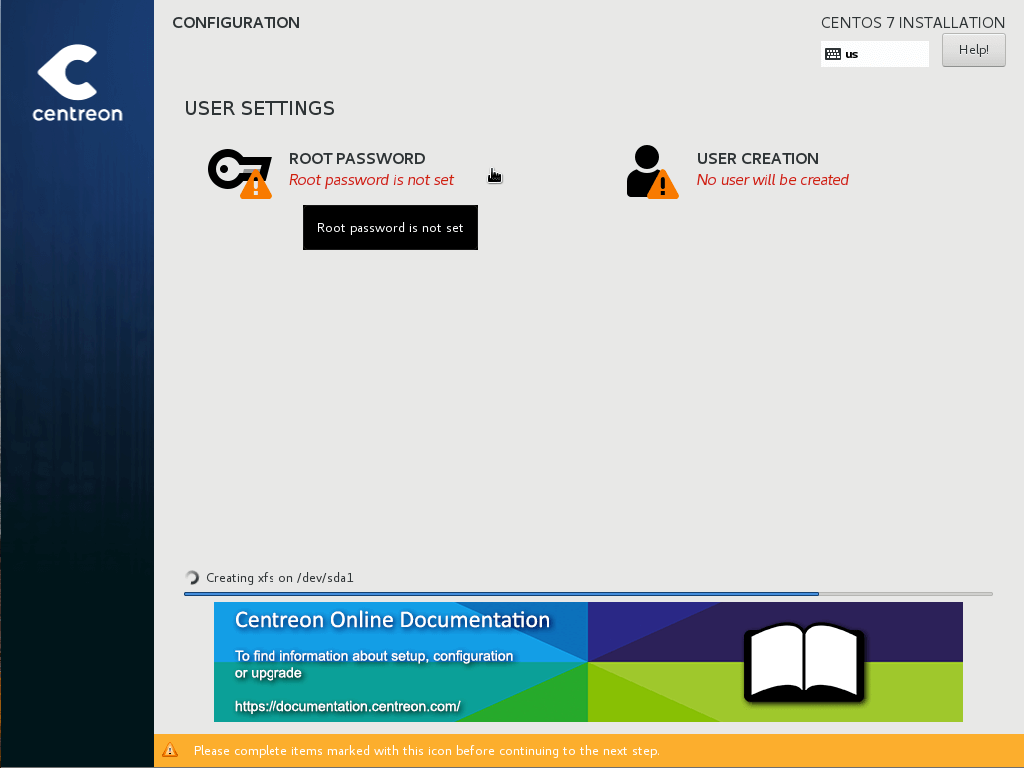 centreon
CONFIGURATION
CENTOS 7 INSTALLATION
us
Help!
USER SETTINGS
ROOT PASSWORD
Root password is not set
USER CREATION
No user will be created
Root password is not set
Creating xfs on /dev/sda1
Centreon Online Documentation
To find information about setup, configuration
or upgrade
https://documentation.centreon.com/
Please complete items marked with this icon before continuing to the next step.